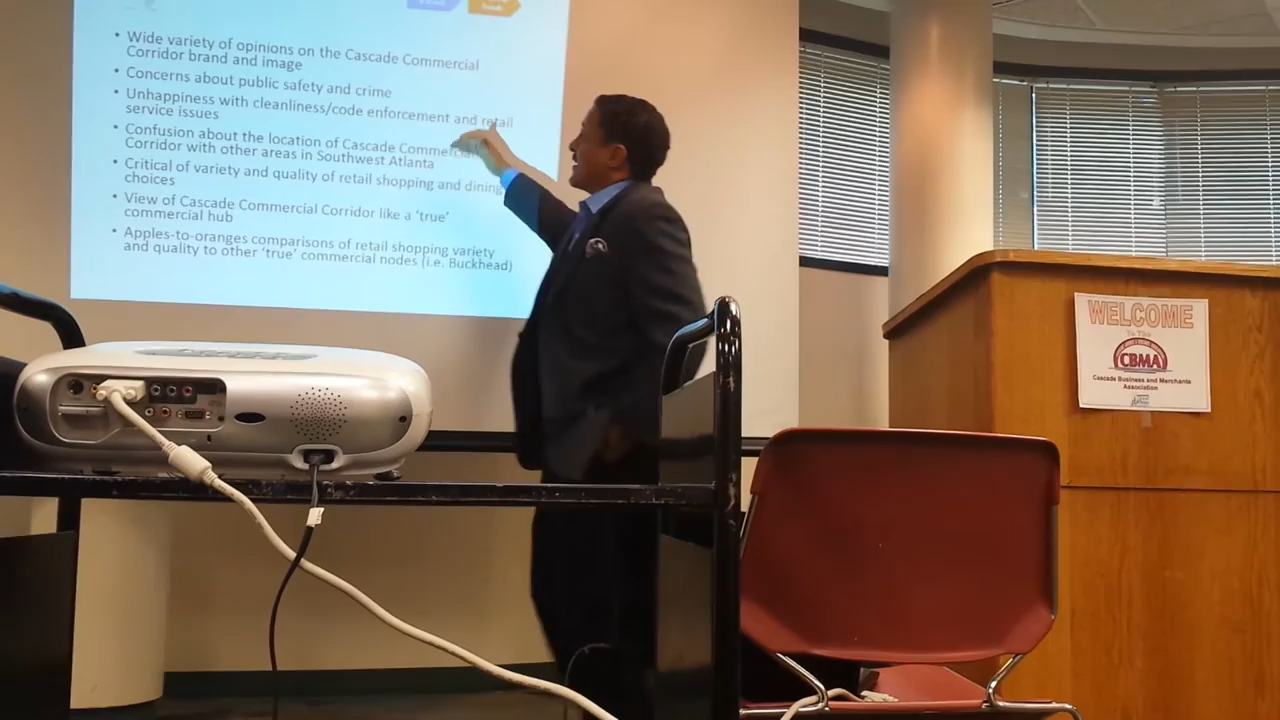 • Wide variety of opinions on the Cascade Commercial
Corridor brand and image
• Concerns about public safety and crime
• Unhappiness with cleanliness/code enforcement and retail
service issues
• Confusion about the location of Cascade Commercial
Corridor with other areas in Southwest Atlanta
• Critical of variety and quality of retail shopping and dining
choices
• View of Cascade Commercial Corridor like a ‘true’
commercial hub
• Apples-to-oranges comparisons of retail shopping variety
and quality to other ‘true’ commercial nodes (i.e. Buckhead)
WELCOME
To The
CBMA
Cascade Business and Merchants
Association